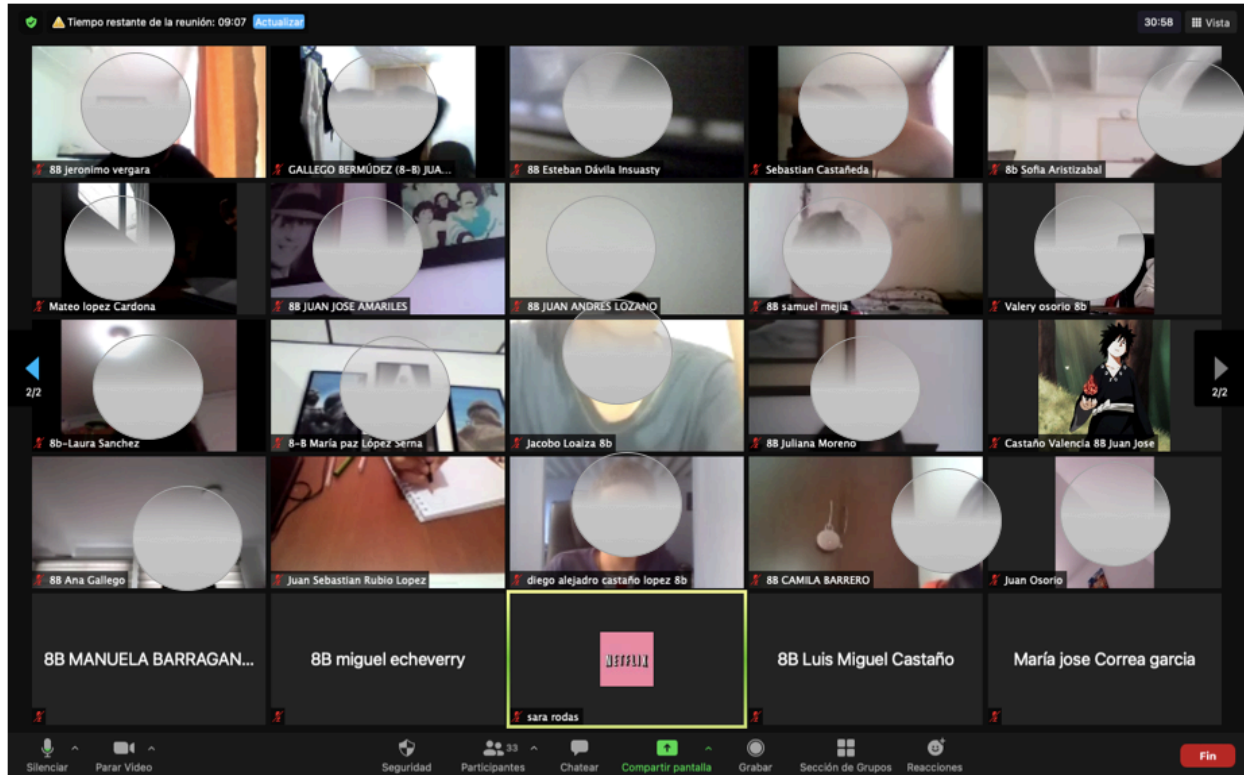 Tiempo restante de la reunión: 09:07 Actualizar
30:58 Vista
8B jeronimo vergara
GALLEGO BERMÚDEZ (8-B) JUA...
8B Esteban Dávila Insuasty
Sebastian Castañeda
8b Sofia Aristizabal
Mateo lopez Cardona
8B JUAN JOSE AMARILES
8B JUAN ANDRES LOZANO
8B samuel mejia
Valery osorio 8b
2/2
2/2
8b-Laura Sanchez
8-B María paz López Serna
Jacobo Loaiza 8b
8B Juliana Moreno
Castaño Valencia 8B Juan Jose
8B Ana Gallego
Juan Sebastian Rubio Lopez
diego alejadro castaño lopez 8b
8B CAMILA BARRERO
Juan Osorio
8B MANUELA BARRAGAN...
8B miguel echeverry
NETFLIX
sara rodas
8B Luis Miguel Castaño
María jose Correa garcia
Silenciar
Parar Video
Seguridad
33
Participantes
Chatear
Compartir pantalla
Grabar
Sección de Grupos
Reacciones
Fin